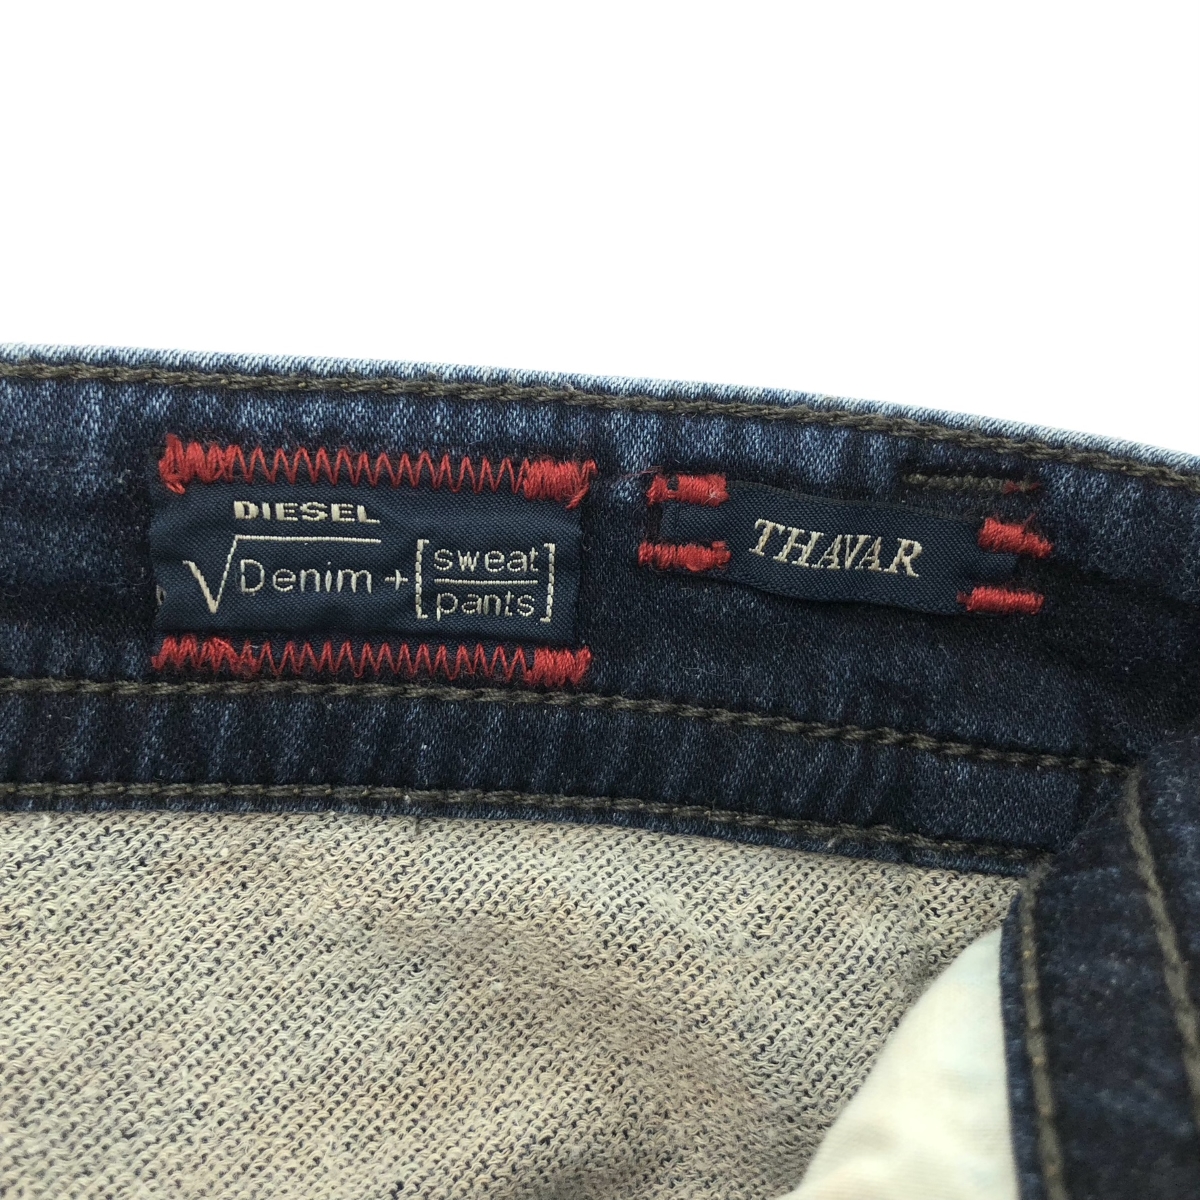 DIESEL
√Denim + [sweat
pants]
THAVAR